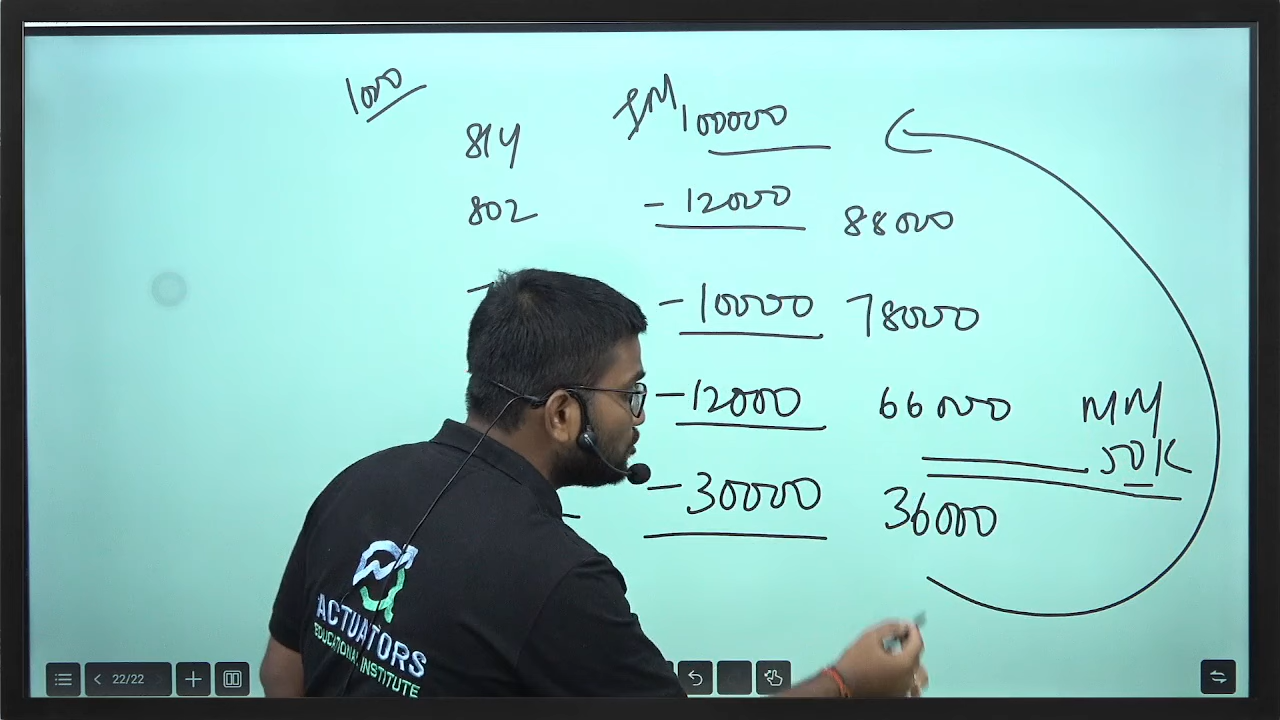 1000
IM 100000
814
802 - 12000 88000
- 10000 78000
- 12000 66000 MM
50K
- 30000 36000
ACTUATORS
EDUCATIONAL INSTITUTE
22/22